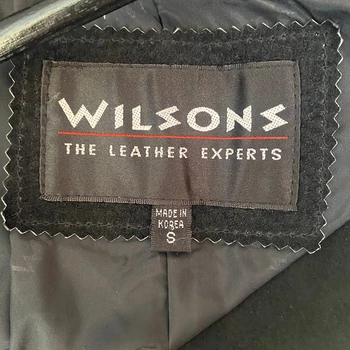 WILSONS
THE LEATHER EXPERTS
MADE IN
KOREA
S